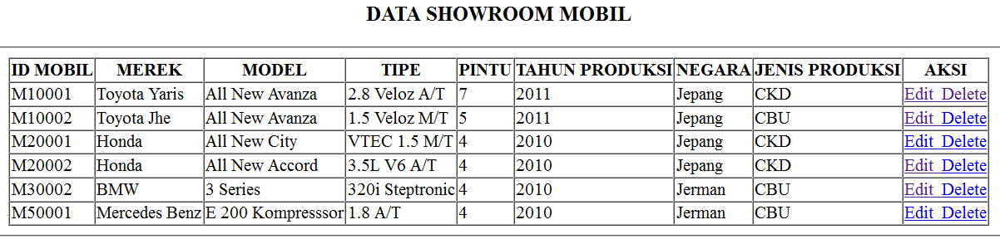 DATA SHOWROOM MOBIL
ID MOBIL MEREK MODEL TIPE PINTU TAHUN PRODUKSI NEGARA JENIS PRODUKSI AKSI
M10001 Toyota Yaris All New Avanza 2.8 Veloz A/T 7 2011 Jepang CKD Edit Delete
M10002 Toyota Jhe All New Avanza 1.5 Veloz M/T 5 2011 Jepang CBU Edit Delete
M20001 Honda All New City VTEC 1.5 M/T 4 2010 Jepang CKD Edit Delete
M20002 Honda All New Accord 3.5L V6 A/T 4 2010 Jepang CKD Edit Delete
M30002 BMW 3 Series 320i Steptronic 4 2010 Jerman CBU Edit Delete
M50001 Mercedes Benz E 200 Kompresssor 1.8 A/T 4 2010 Jerman CBU Edit Delete